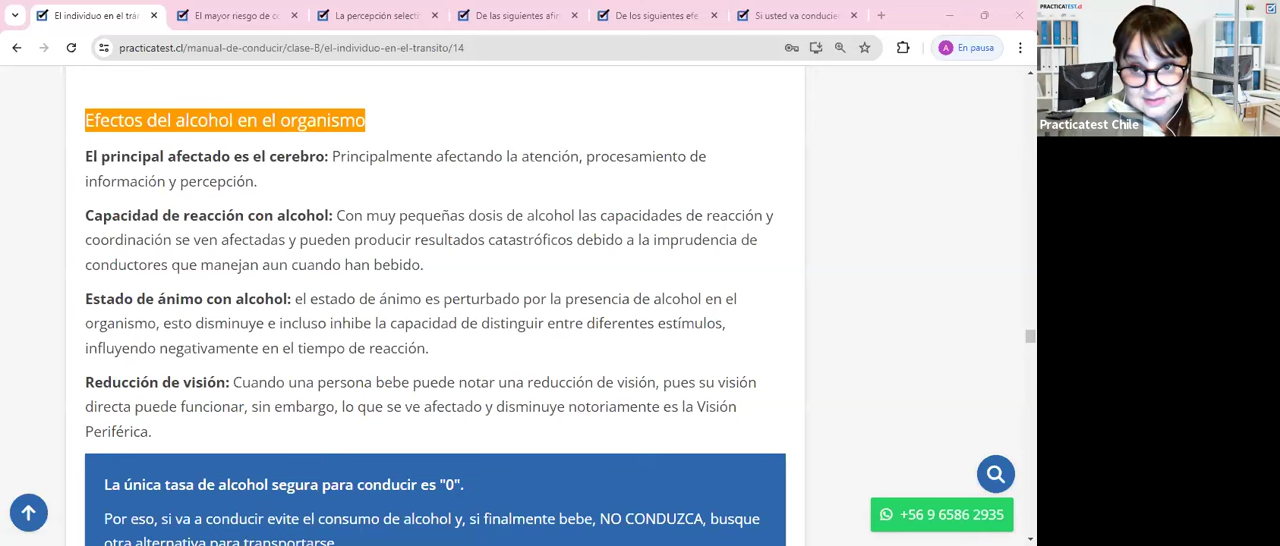 El individuo en el trán
El mayor riesgo de co
La percepción selecti
De las siguientes afir
De los siguientes efe
Si usted va conducie
practicatest.cl/manual-de-conducir/clase-B/el-individuo-en-el-transito/14
A
En pausa
PRACTICATEST.cl
Practicatest Chile
Efectos del alcohol en el organismo
El principal afectado es el cerebro: Principalmente afectando la atención, procesamiento de
información y percepción.
Capacidad de reacción con alcohol: Con muy pequeñas dosis de alcohol las capacidades de reacción y
coordinación se ven afectadas y pueden producir resultados catastróficos debido a la imprudencia de
conductores que manejan aun cuando han bebido.
Estado de ánimo con alcohol: el estado de ánimo es perturbado por la presencia de alcohol en el
organismo, esto disminuye e incluso inhibe la capacidad de distinguir entre diferentes estímulos,
influyendo negativamente en el tiempo de reacción.
Reducción de visión: Cuando una persona bebe puede notar una reducción de visión, pues su visión
directa puede funcionar, sin embargo, lo que se ve afectado y disminuye notoriamente es la Visión
Periférica.
La única tasa de alcohol segura para conducir es "0".
Por eso, si va a conducir evite el consumo de alcohol y, si finalmente bebe, NO CONDUZCA, busque
otra alternativa para transportarse
+56 9 6586 2935